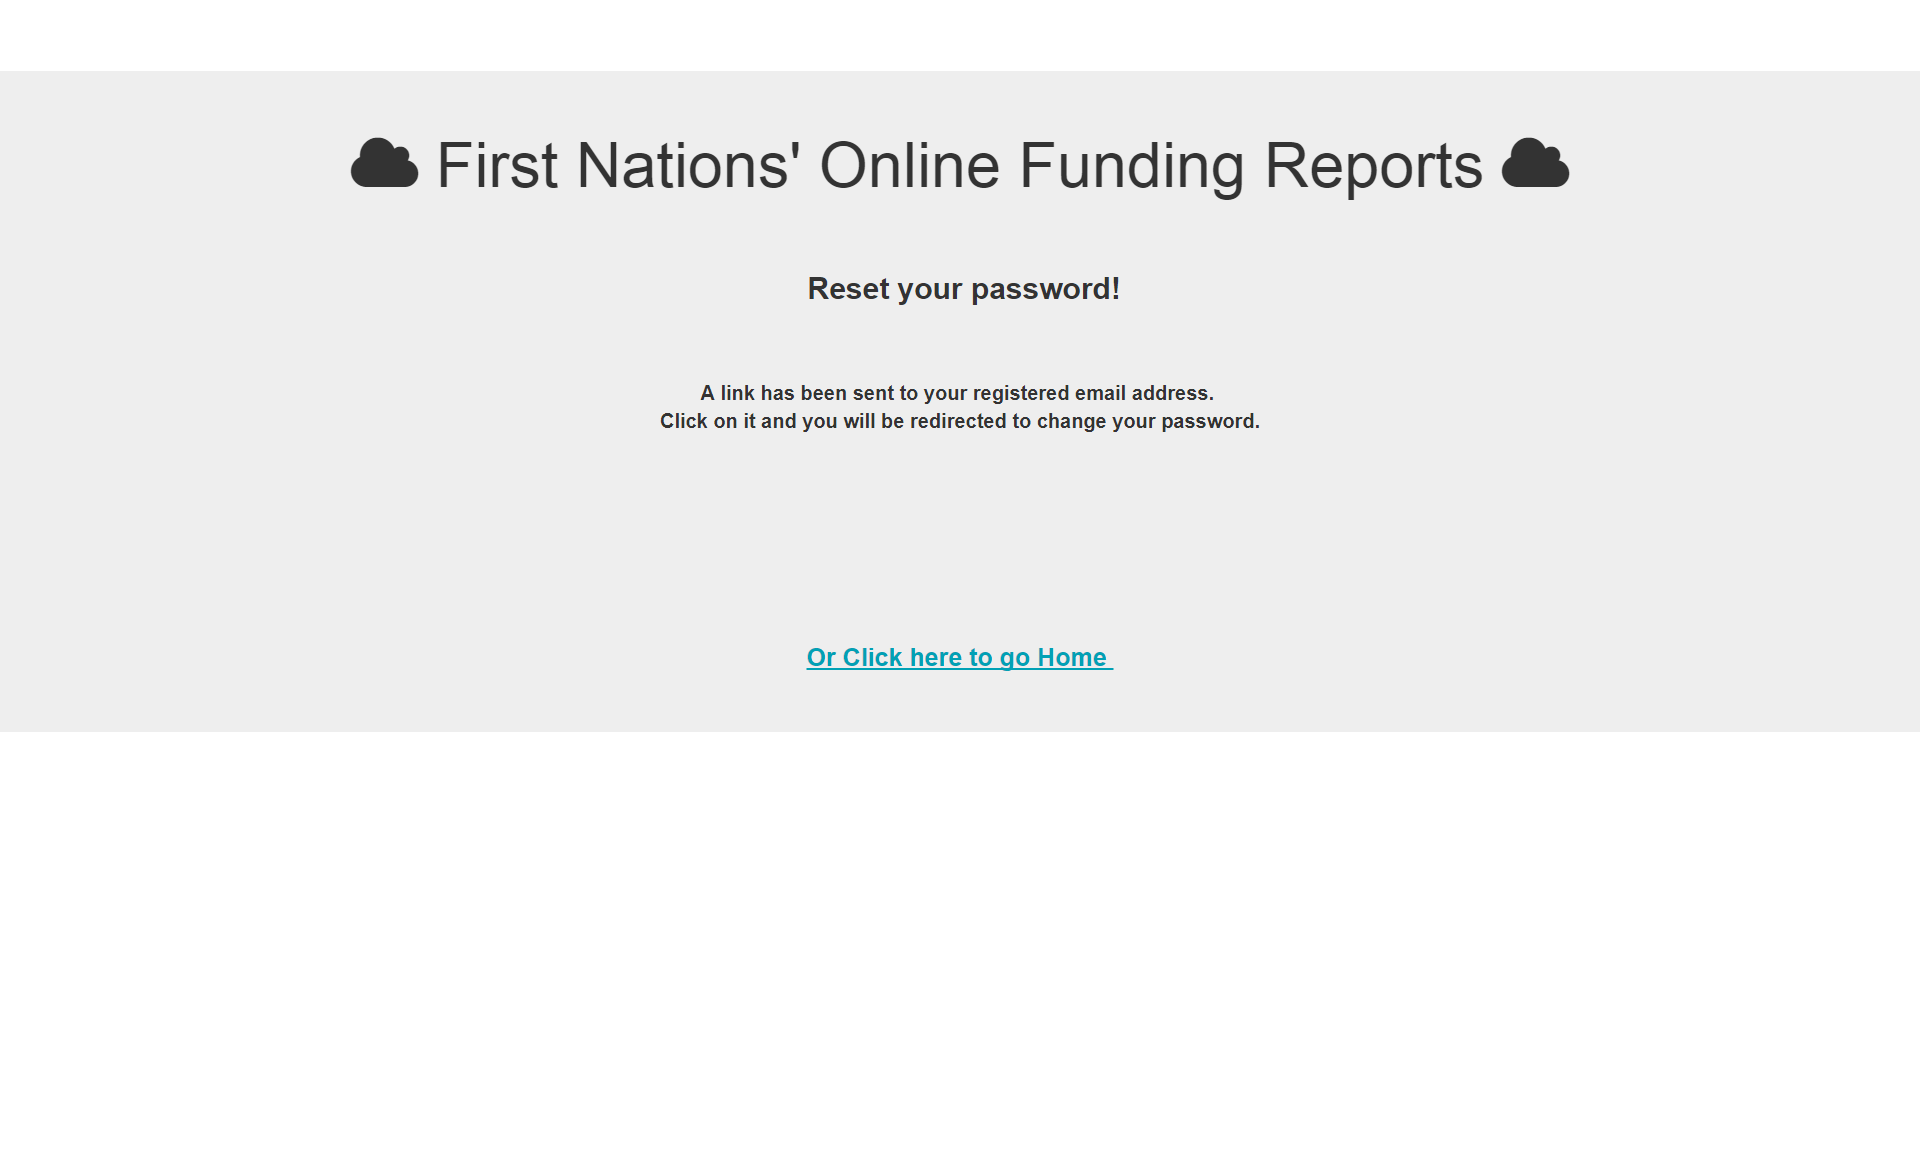 First Nations' Online Funding Reports
Reset your password!
A link has been sent to your registered email address.
Click on it and you will be redirected to change your password.
Or Click here to go Home